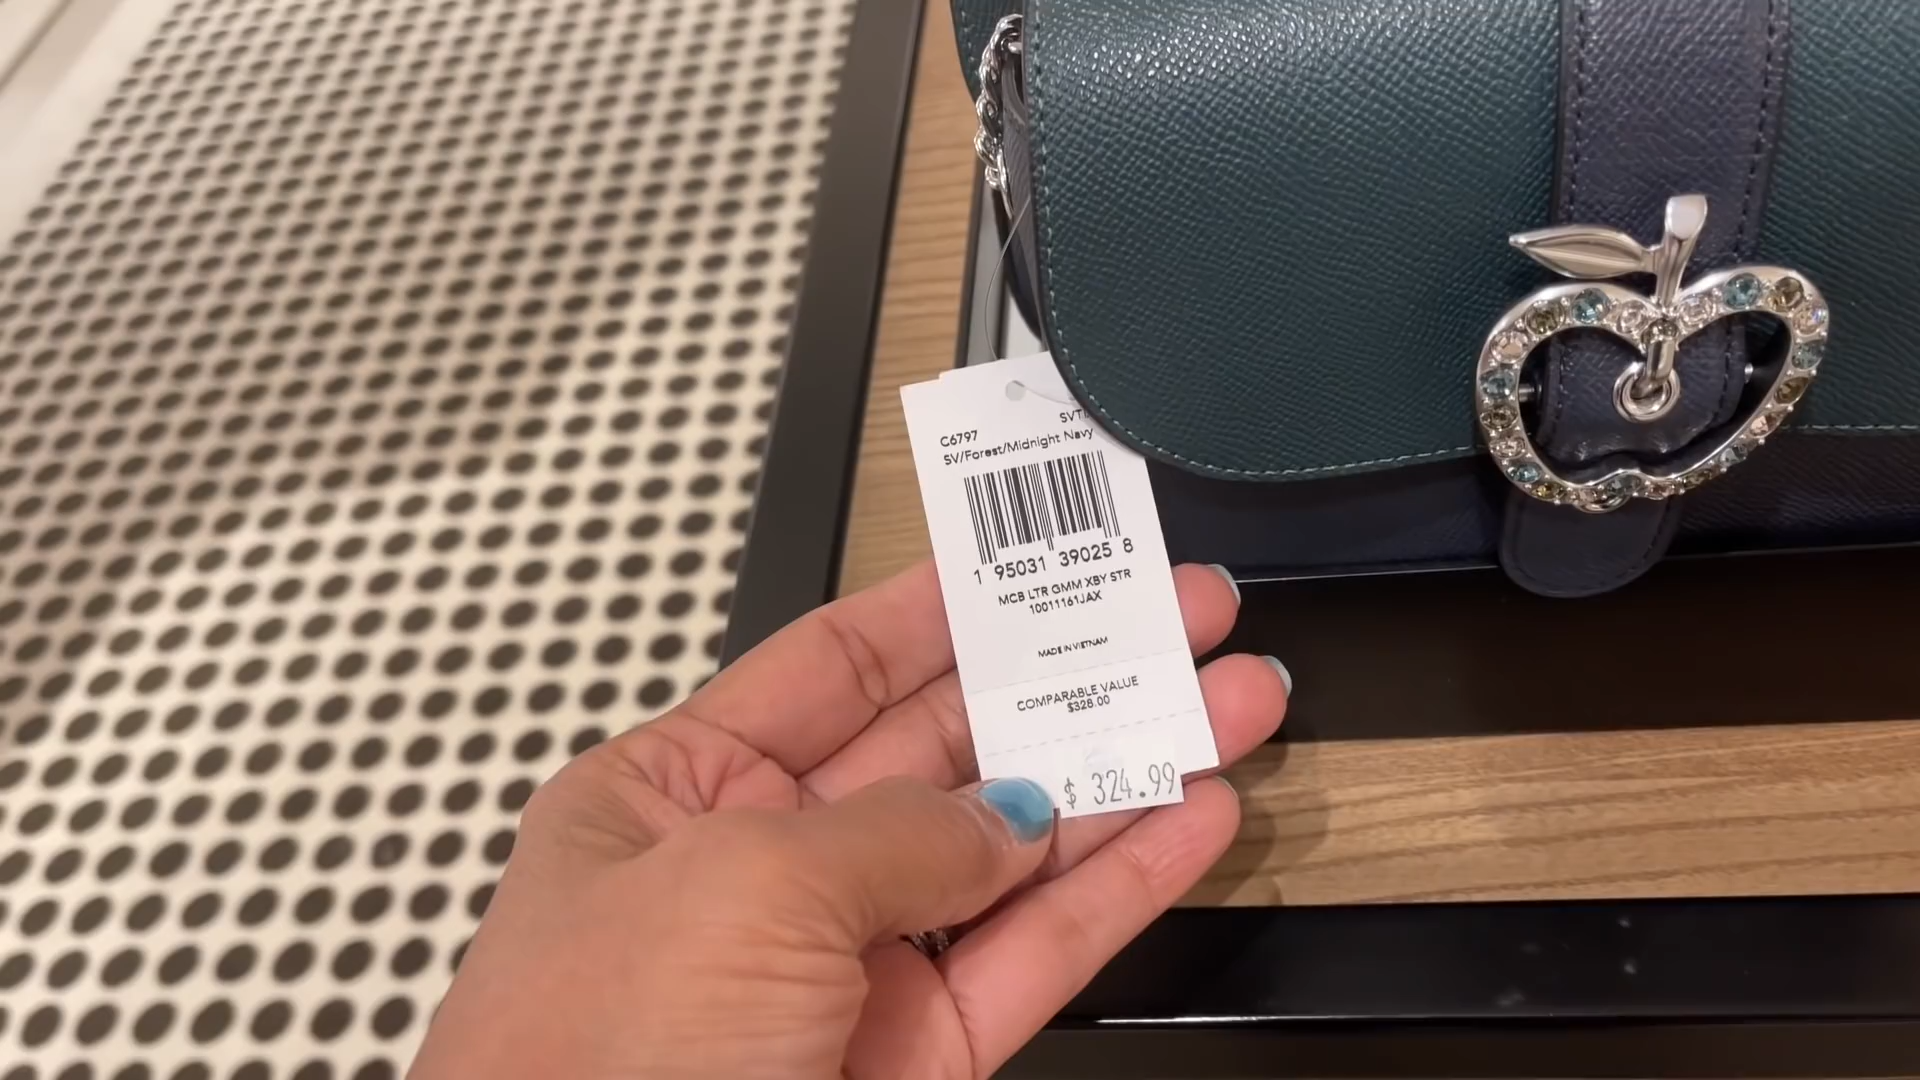 C6797
SV/Forest/Midnight Navy
1 95031 39025 8
MCB LTR GMM XBY STR
10011161JAX
MADE IN VIETNAM
COMPARABLE VALUE
$328.00
$ 324.99